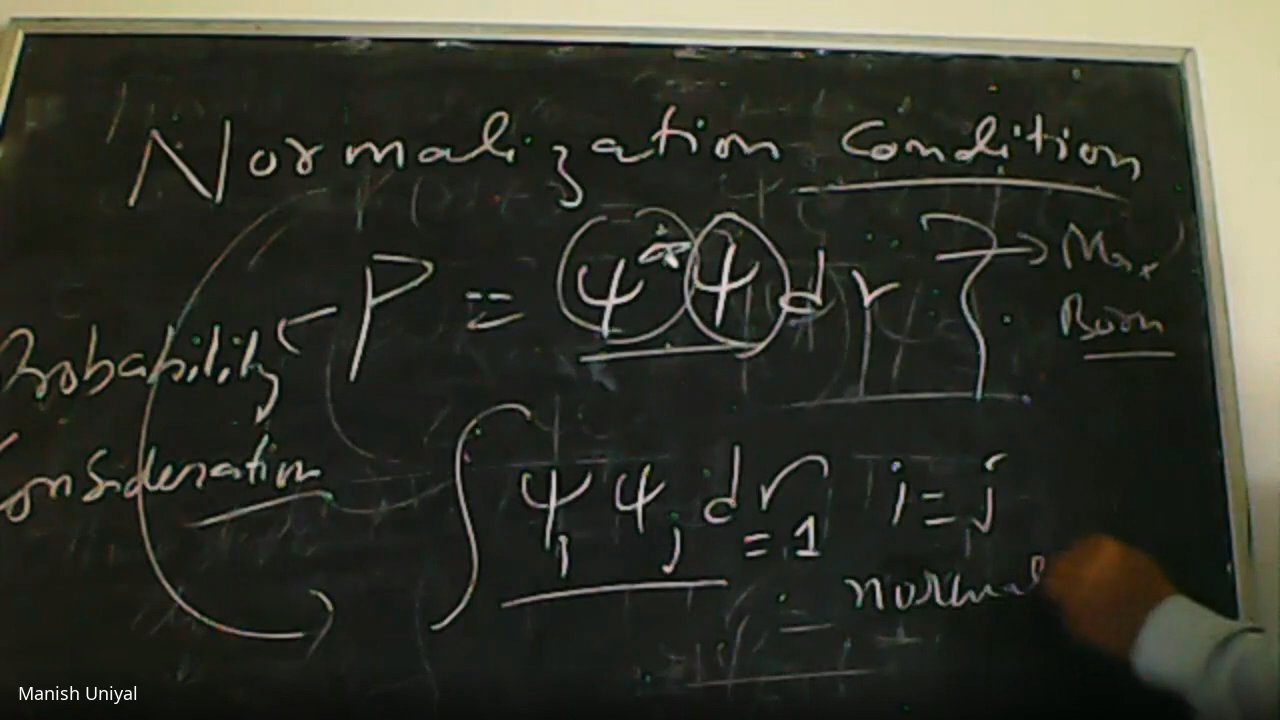 Normalization Condition
P = ψ* ψ dr } → Max
Born
Probability ←
Consideration
∫ ψi ψj dr = 1 i = j
normal
Manish Uniyal